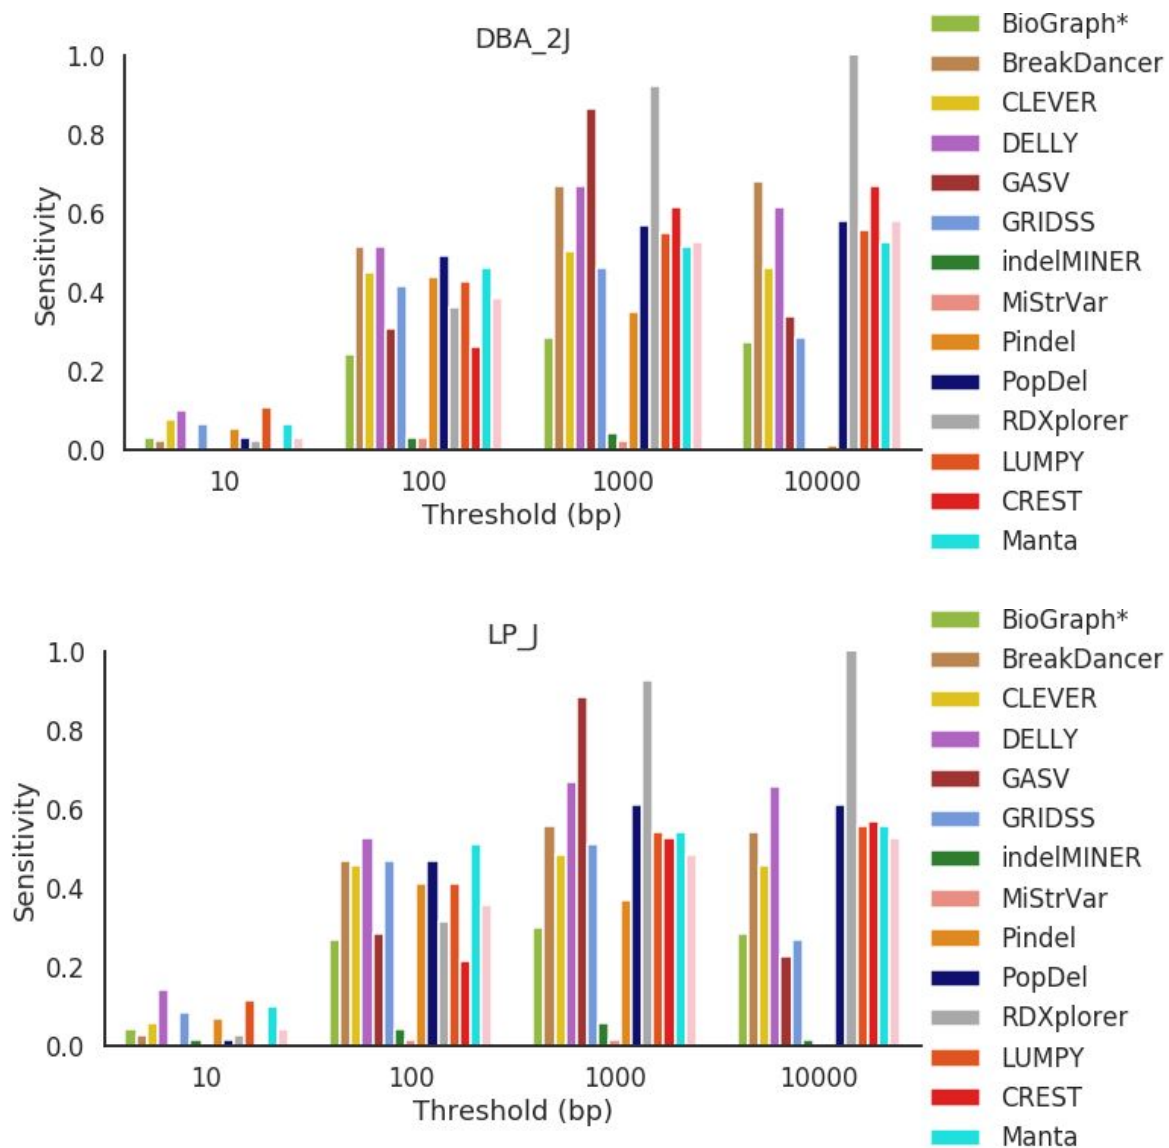 DBA_2J
1.0
0.8
0.6
0.4
0.2
0.0
Sensitivity
10 100 1000 10000
Threshold (bp)
BioGraph*
BreakDancer
CLEVER
DELLY
GASV
GRIDSS
indelMINER
MiStrVar
Pindel
PopDel
RDXplorer
LUMPY
CREST
Manta
LP_J
1.0
0.8
0.6
0.4
0.2
0.0
Sensitivity
10 100 1000 10000
Threshold (bp)
BioGraph*
BreakDancer
CLEVER
DELLY
GASV
GRIDSS
indelMINER
MiStrVar
Pindel
PopDel
RDXplorer
LUMPY
CREST
Manta